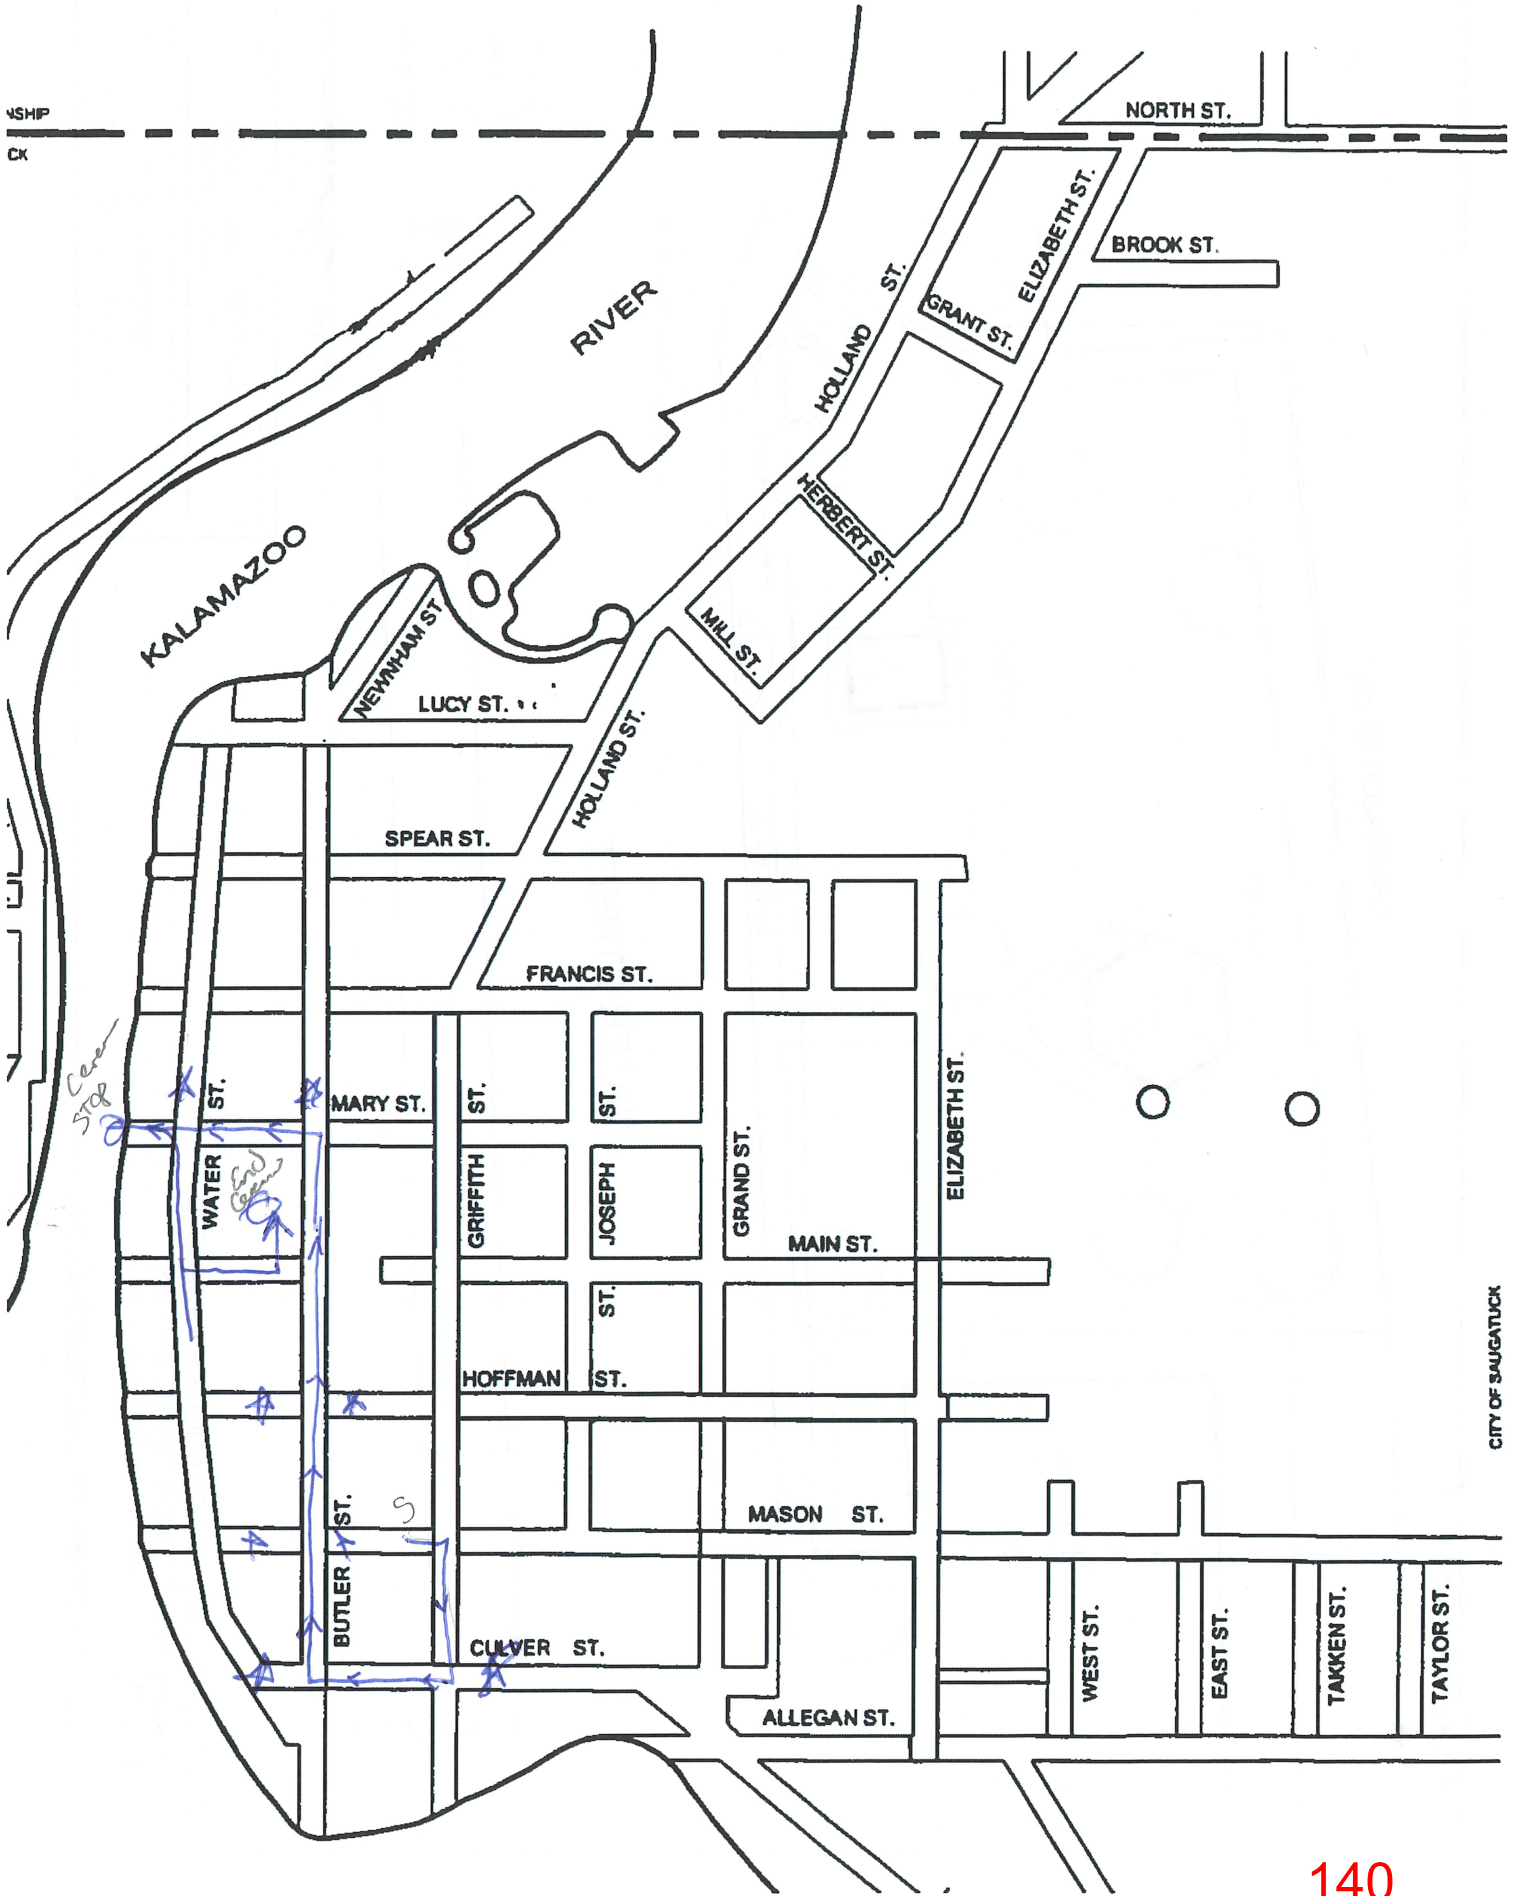 NORTH ST.
CK
ELIZABETH ST.
BROOK ST.
HOLLAND ST.
GRANT ST.
RIVER
KALAMAZOO
HERBERT ST.
MILL ST.
NEWNHAM ST
LUCY ST.
HOLLAND ST.
SPEAR ST.
FRANCIS ST.
7
STOP
MARY ST.
WATER ST.
End
GRIFFITH ST.
JOSEPH ST.
GRAND ST.
ELIZABETH ST.
MAIN ST.
ST.
HOFFMAN ST.
CITY OF SAUGATUCK
S
MASON ST.
BUTLER ST.
CULVER ST.
WEST ST.
EAST ST.
TAKKEN ST.
TAYLOR ST.
ALLEGAN ST.
140